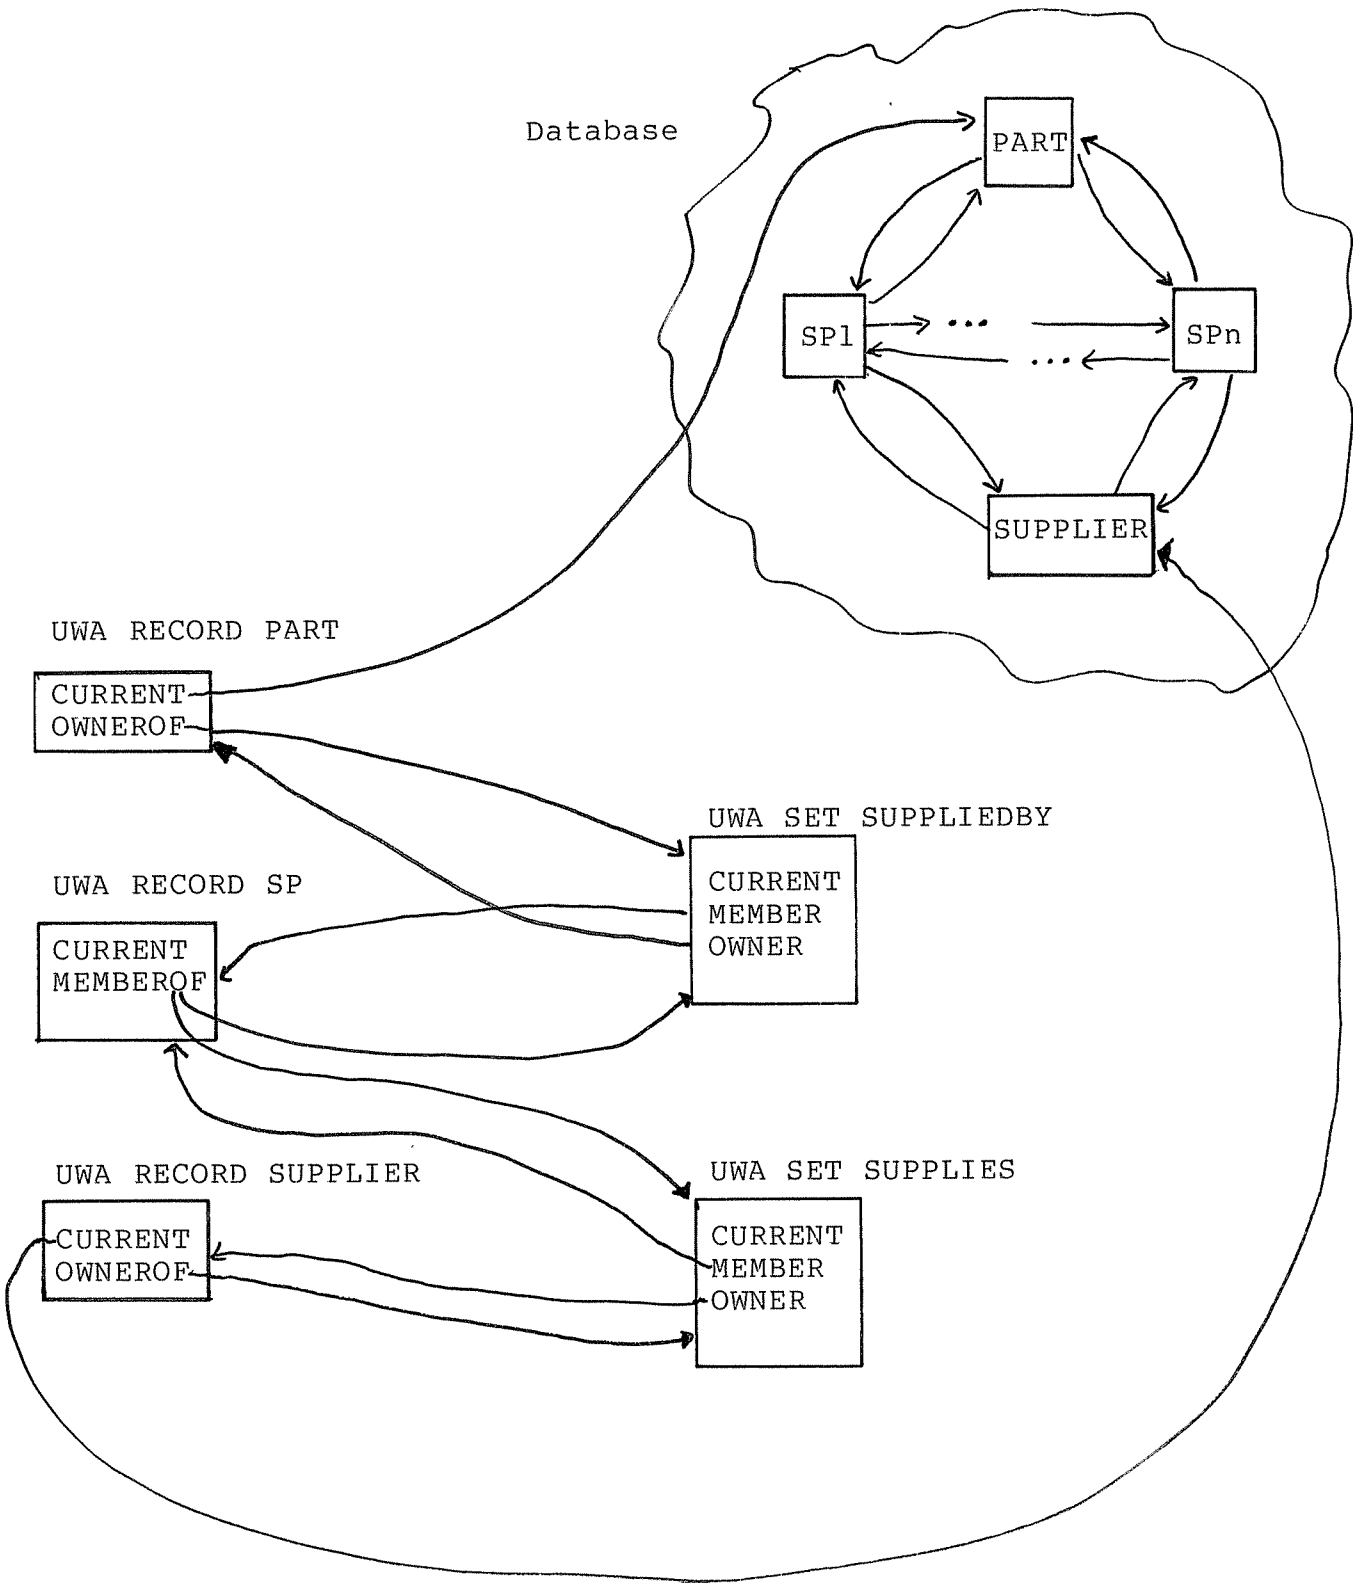 Database
PART
SP1 ... SPn
...
SUPPLIER
UWA RECORD PART
CURRENT
OWNEROF
UWA SET SUPPLIEDBY
CURRENT
MEMBER
OWNER
UWA RECORD SP
CURRENT
MEMBEROF
UWA RECORD SUPPLIER
CURRENT
OWNEROF
UWA SET SUPPLIES
CURRENT
MEMBER
OWNER